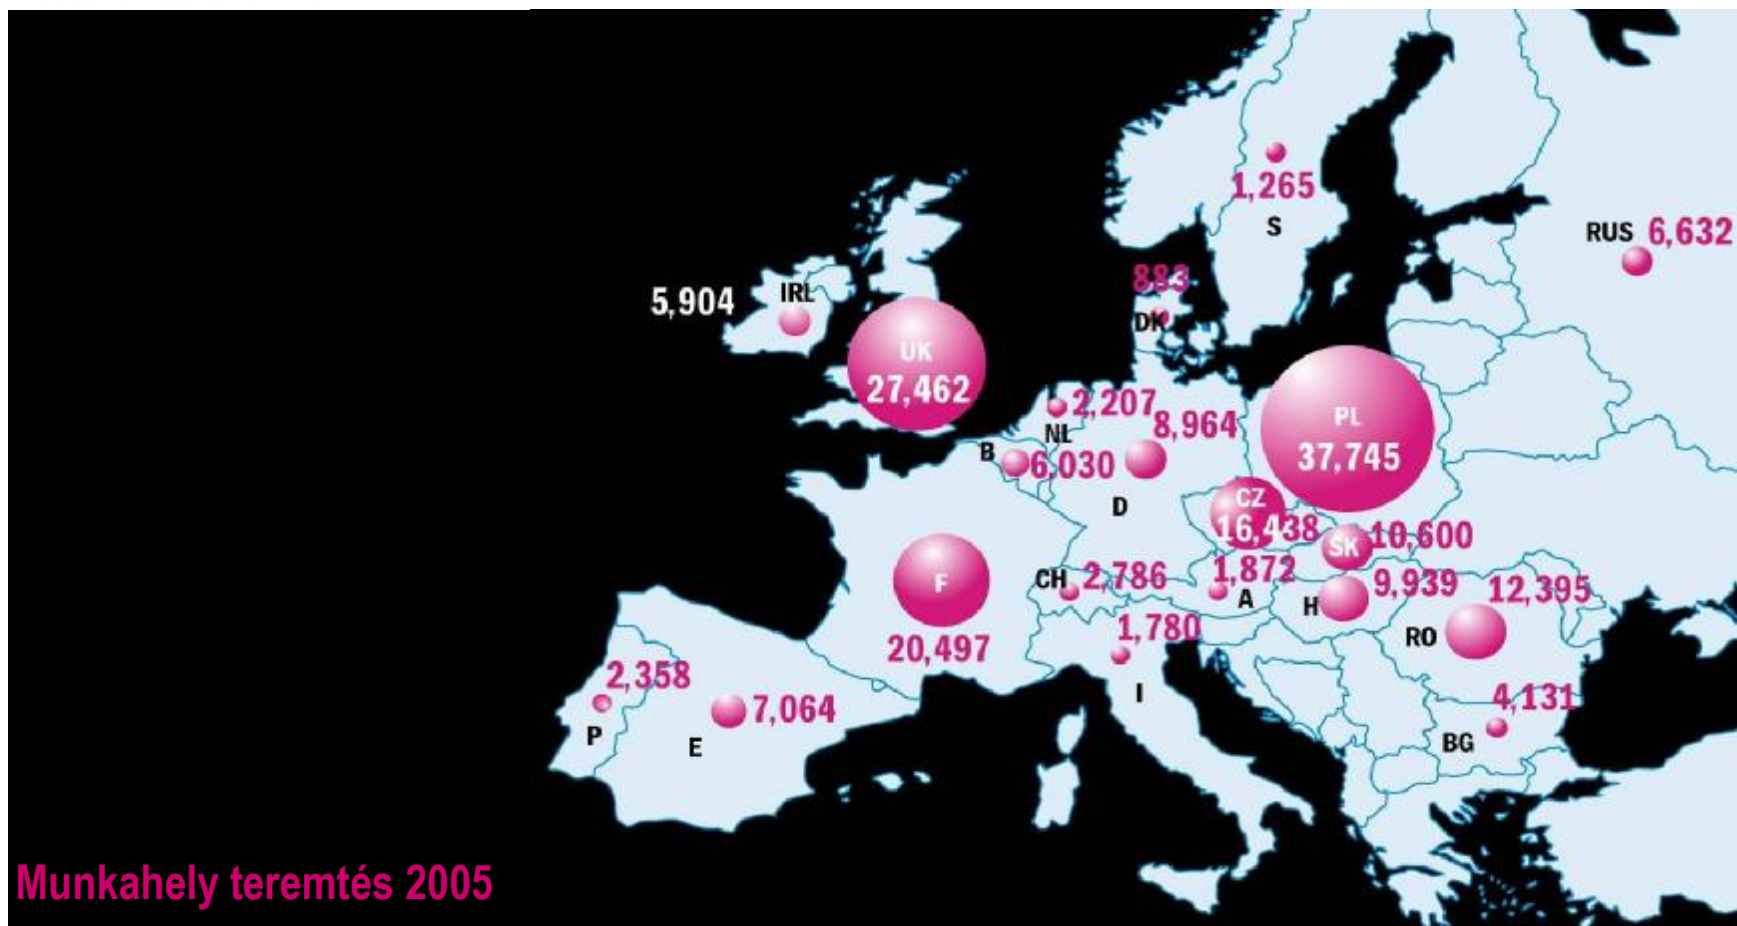 1,265
S
RUS 6,632
883
DK
5,904
IRL
UK
27,462
2,207
NL
8,964
B
6,030
D
PL
37,745
CZ
16,438
SK
10,600
F
20,497
CH
2,786
1,872
A
H
9,939
12,395
RO
1,780
I
2,358
P
7,064
E
4,131
BG
Munkahely teremtés 2005